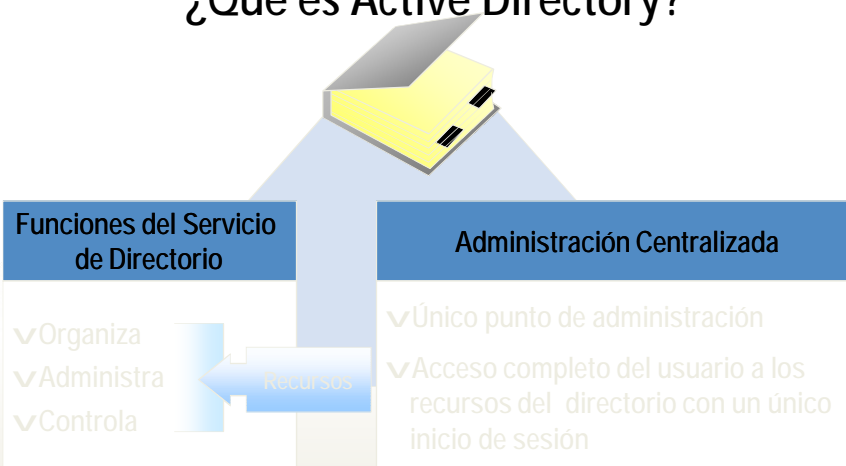 ¿Qué es Active Directory?
Funciones del Servicio
de Directorio
Administración Centralizada
Organiza
Administra
Controla
Recursos
Único punto de administración
Acceso completo del usuario a los
recursos del directorio con un único
inicio de sesión